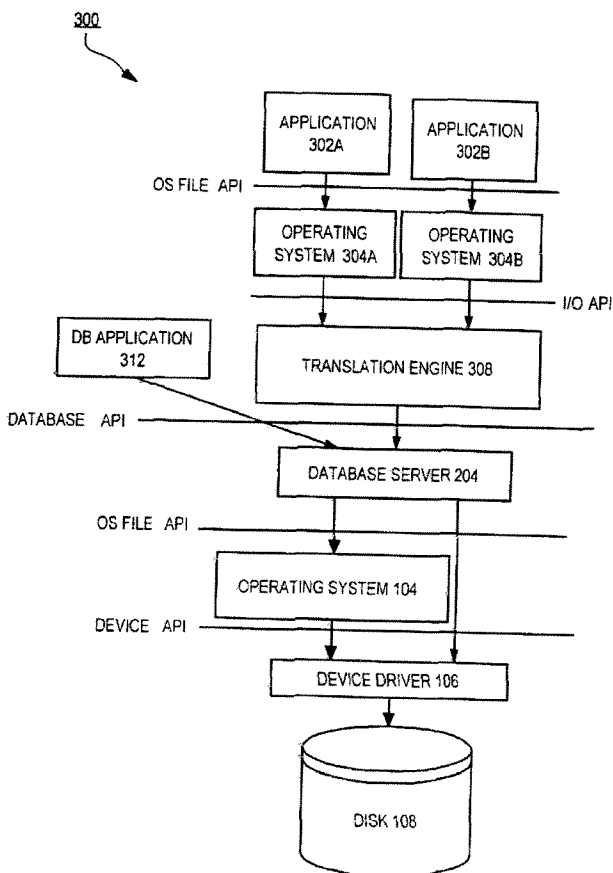 300
APPLICATION
302A
APPLICATION
302B
OS FILE API
OPERATING
SYSTEM 304A
OPERATING
SYSTEM 304B
I/O API
DB APPLICATION
312
TRANSLATION ENGINE 308
DATABASE API
DATABASE SERVER 204
OS FILE API
OPERATING SYSTEM 104
DEVICE API
DEVICE DRIVER 106
DISK 108